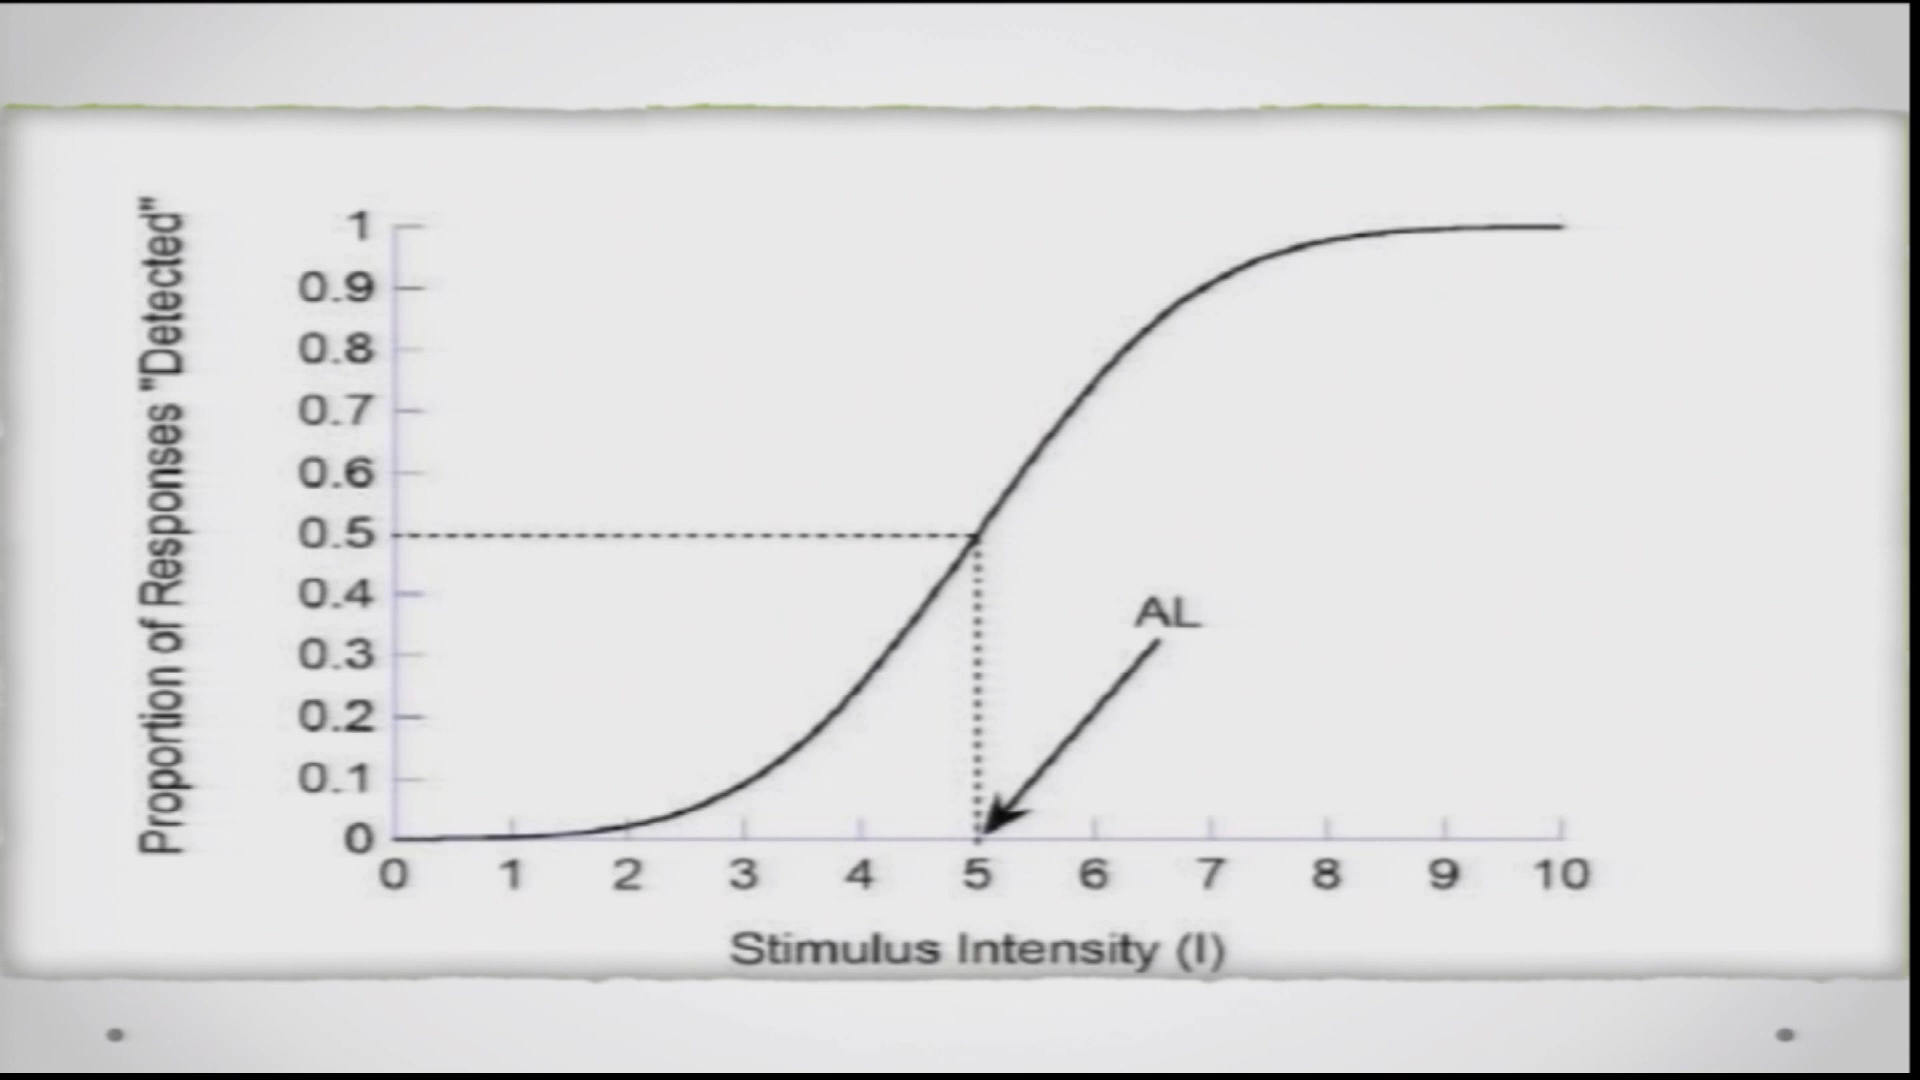 Proportion of Responses "Detected"
1
0.9
0.8
0.7
0.6
0.5
0.4
0.3
0.2
0.1
0
AL
0 1 2 3 4 5 6 7 8 9 10
Stimulus Intensity (I)